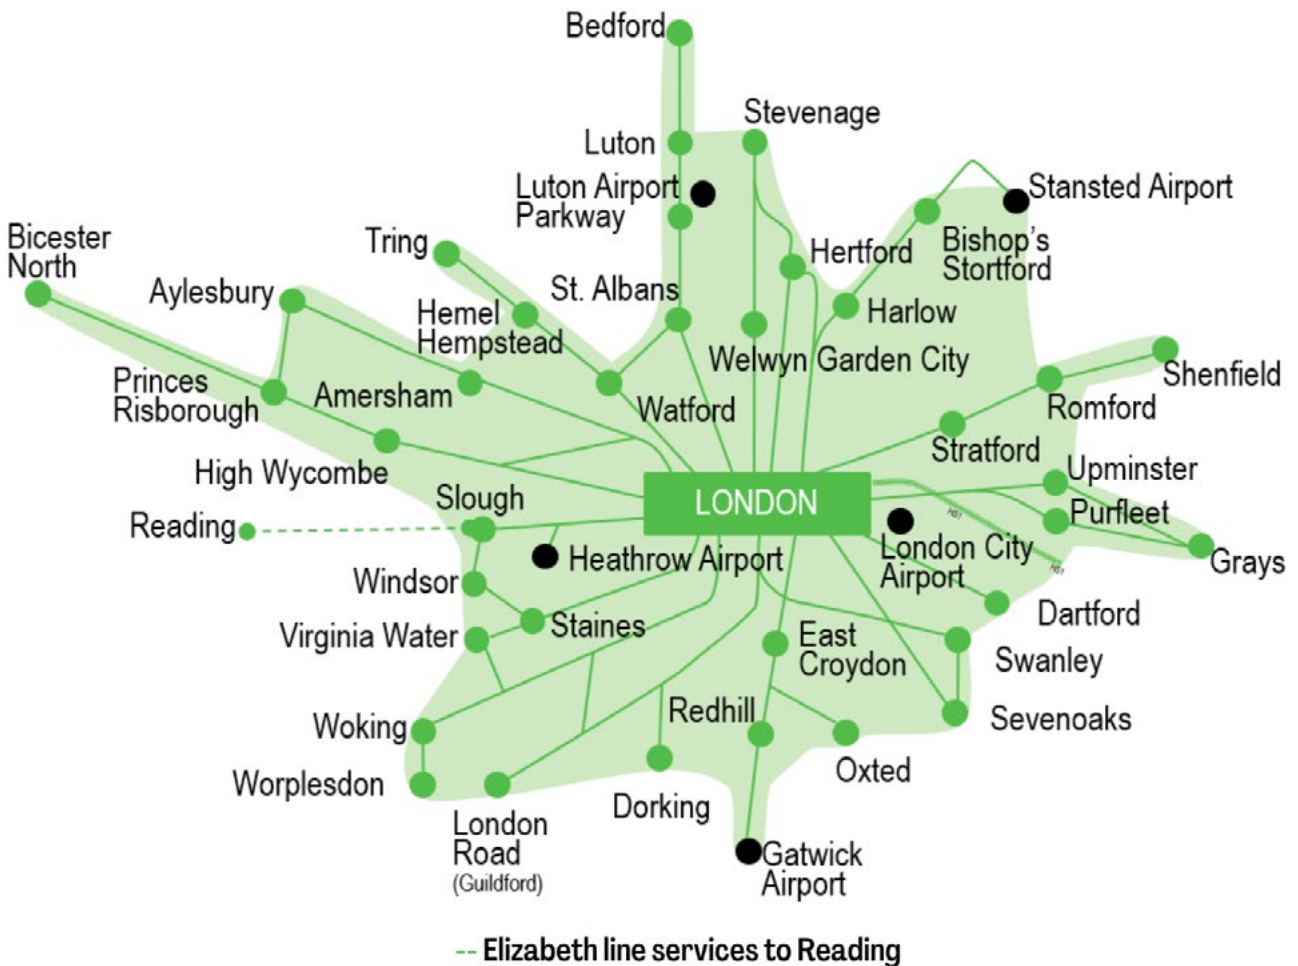 Bedford
Stevenage
Luton
Luton Airport
Parkway
Stansted Airport
Bicester
North
Tring
Hertford
Bishop's
Stortford
Aylesbury
St. Albans
Hemel
Hempstead
Harlow
Welwyn Garden City
Princes
Risborough
Amersham
Watford
Shenfield
Romford
Stratford
High Wycombe
Upminster
Slough
LONDON
HS1
Purfleet
Reading
London City
Airport
Heathrow Airport
HS1
Grays
Windsor
Dartford
Virginia Water
Staines
East
Croydon
Swanley
Woking
Redhill
Sevenoaks
Worplesdon
Oxted
Dorking
London
Road
(Guildford)
Gatwick
Airport
-- Elizabeth line services to Reading